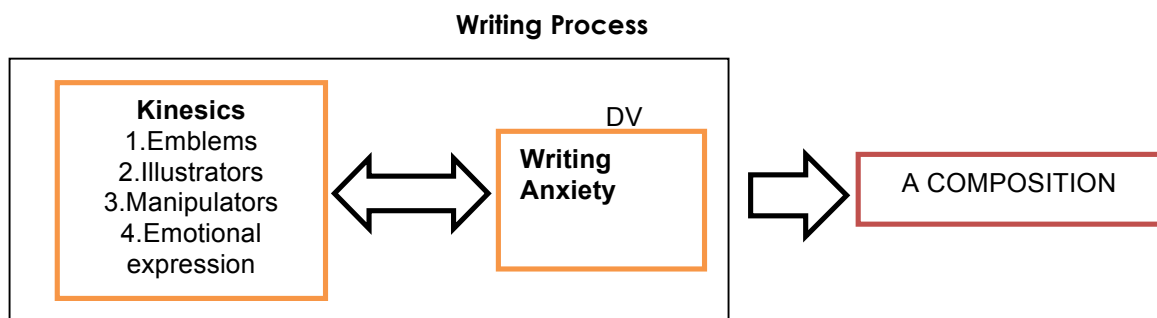 Writing Process
Kinesics
1.Emblems
2.Illustrators
3.Manipulators
4.Emotional
expression
DV
Writing
Anxiety
A COMPOSITION